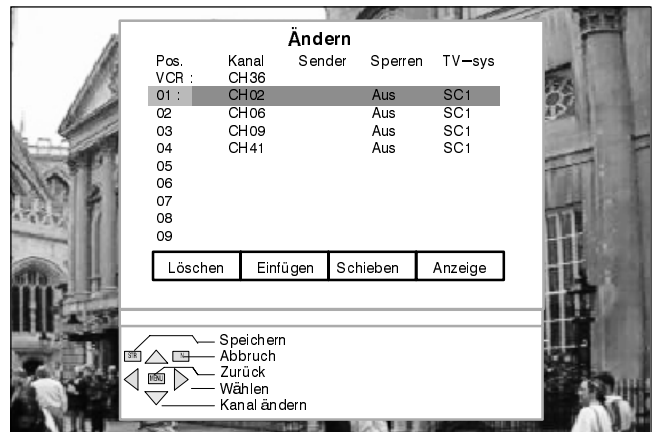 Ändern
Pos. Kanal Sender Sperren TV–sys
VCR : CH36
01 : CH02 Aus SC1
02 CH06 Aus SC1
03 CH09 Aus SC1
04 CH41 Aus SC1
05
06
07
08
09
Löschen Einfügen Schieben Anzeige
Speichern
STR N Abbruch
Zurück
MENU
Wählen
Kanal ändern